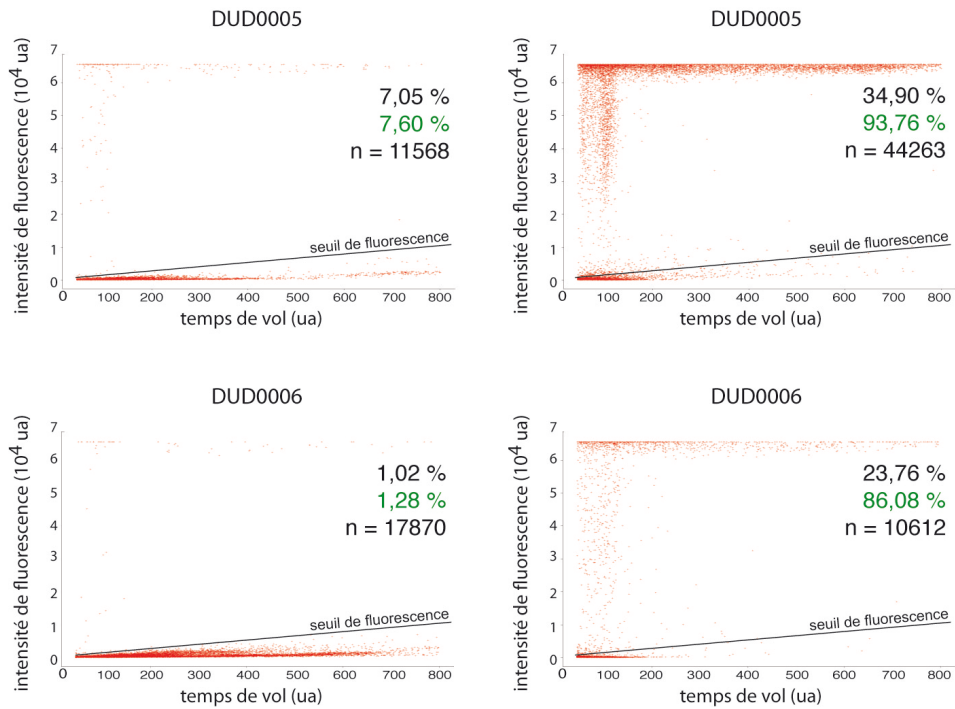 DUD0005
intensité de fluorescence (10⁴ ua)
7
6
5
4
3
2
1
0
7,05 %
7,60 %
n = 11568
seuil de fluorescence
0 100 200 300 400 500 600 700 800
temps de vol (ua)
DUD0005
intensité de fluorescence (10⁴ ua)
7
6
5
4
3
2
1
0
34,90 %
93,76 %
n = 44263
seuil de fluorescence
0 100 200 300 400 500 600 700 800
temps de vol (ua)
DUD0006
intensité de fluorescence (10⁴ ua)
7
6
5
4
3
2
1
0
1,02 %
1,28 %
n = 17870
seuil de fluorescence
0 100 200 300 400 500 600 700 800
temps de vol (ua)
DUD0006
intensité de fluorescence (10⁴ ua)
7
6
5
4
3
2
1
0
23,76 %
86,08 %
n = 10612
seuil de fluorescence
0 100 200 300 400 500 600 700 800
temps de vol (ua)